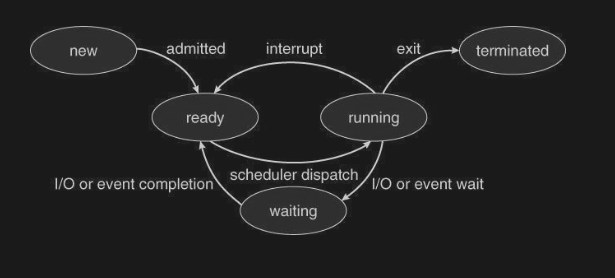 new
admitted
interrupt
exit
terminated
ready
running
scheduler dispatch
I/O or event completion
I/O or event wait
waiting